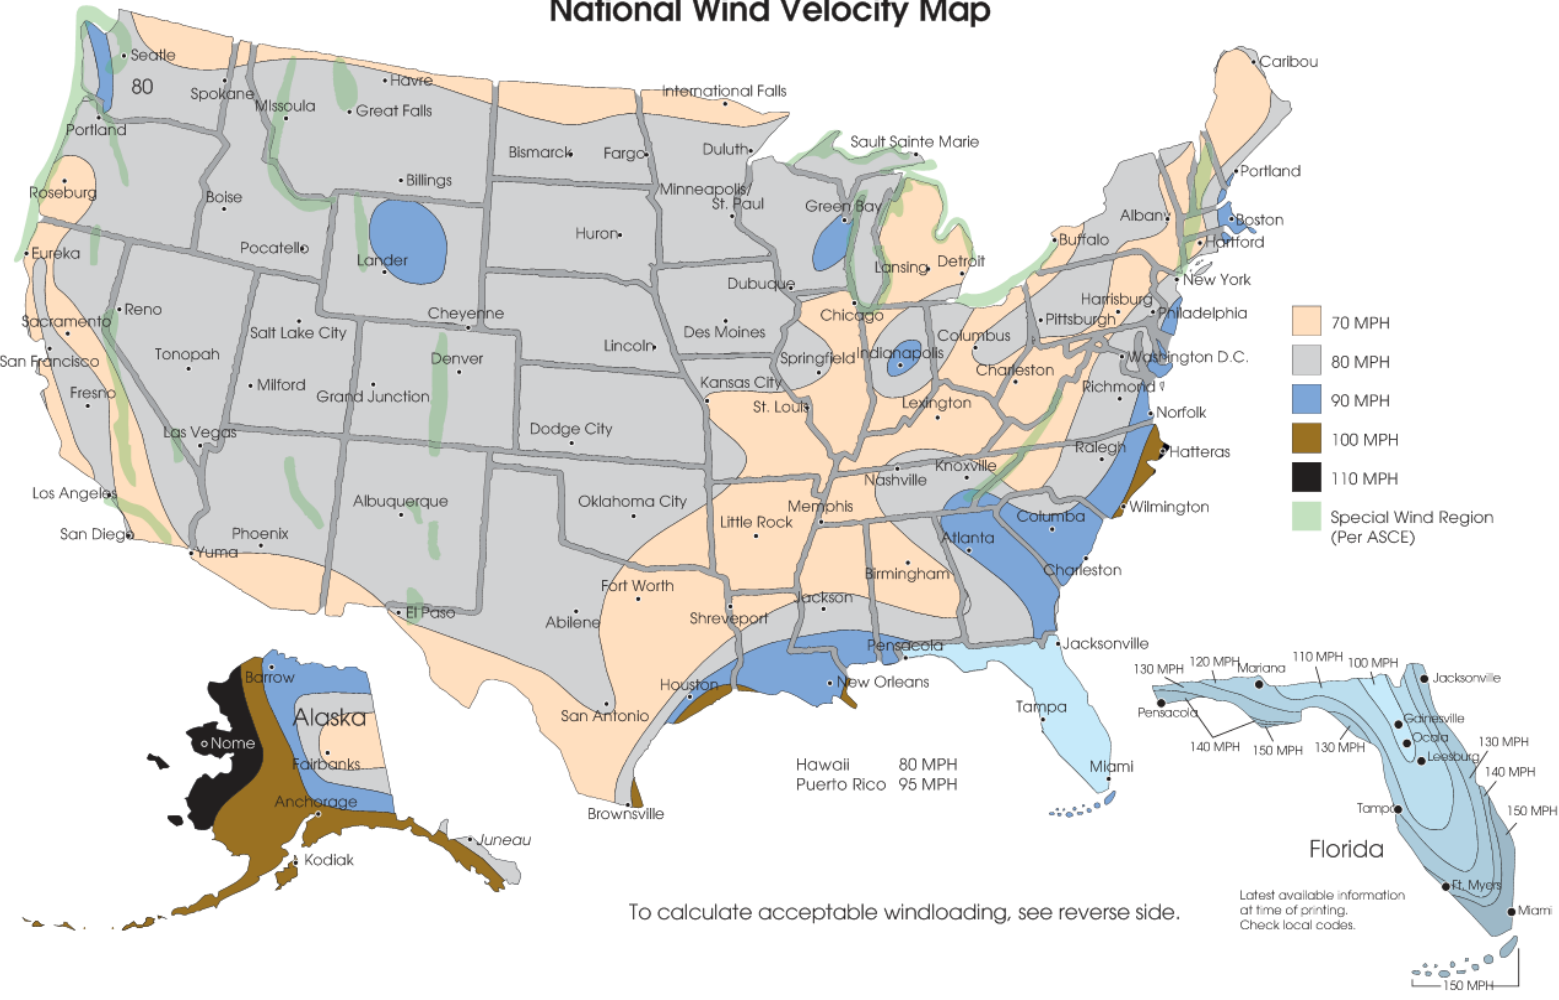 National Wind Velocity Map
Seatle
80
Spokane
Missoula
Havre
Great Falls
International Falls
Caribou
Portland
Bismarck
Fargo
Duluth
Sault Sainte Marie
Portland
Roseburg
Boise
Billings
Minneapolis/
St. Paul
Green Bay
Albany
Boston
Eureka
Pocatello
Lander
Huron
Lansing
Detroit
Buffalo
Hartford
Reno
Cheyenne
Dubuque
New York
Sacramento
Salt Lake City
Des Moines
Chicago
Harrisburg
Pittsburgh
Philadelphia
San Francisco
Tonopah
Denver
Lincoln
Springfield
Indianapolis
Columbus
Washington D.C.
Fresno
Milford
Grand Junction
Kansas City
St. Louis
Lexington
Charleston
Richmond
Norfolk
Las Vegas
Dodge City
Nashville
Knoxville
Ralegh
Hatteras
Los Angeles
Albuquerque
Oklahoma City
Little Rock
Memphis
Columba
Wilmington
San Diego
Yuma
Phoenix
Atlanta
Birmingham
Charleston
El Paso
Fort Worth
Abilene
Shreveport
Jackson
Jacksonville
Pensacola
Houston
New Orleans
San Antonio
Tampa
Miami
Brownsville
70 MPH
80 MPH
90 MPH
100 MPH
110 MPH
Special Wind Region
(Per ASCE)
Barrow
Alaska
Nome
Fairbanks
Anchorage
Juneau
Kodiak
Hawaii 80 MPH
Puerto Rico 95 MPH
130 MPH
120 MPH
Mariana
110 MPH
100 MPH
Jacksonville
Pensacola
140 MPH
150 MPH
130 MPH
Gainesville
Ocala
Leesburg
130 MPH
140 MPH
150 MPH
Tampa
Florida
Ft. Myers
Miami
150 MPH
Latest available information
at time of printing.
Check local codes.
To calculate acceptable windloading, see reverse side.